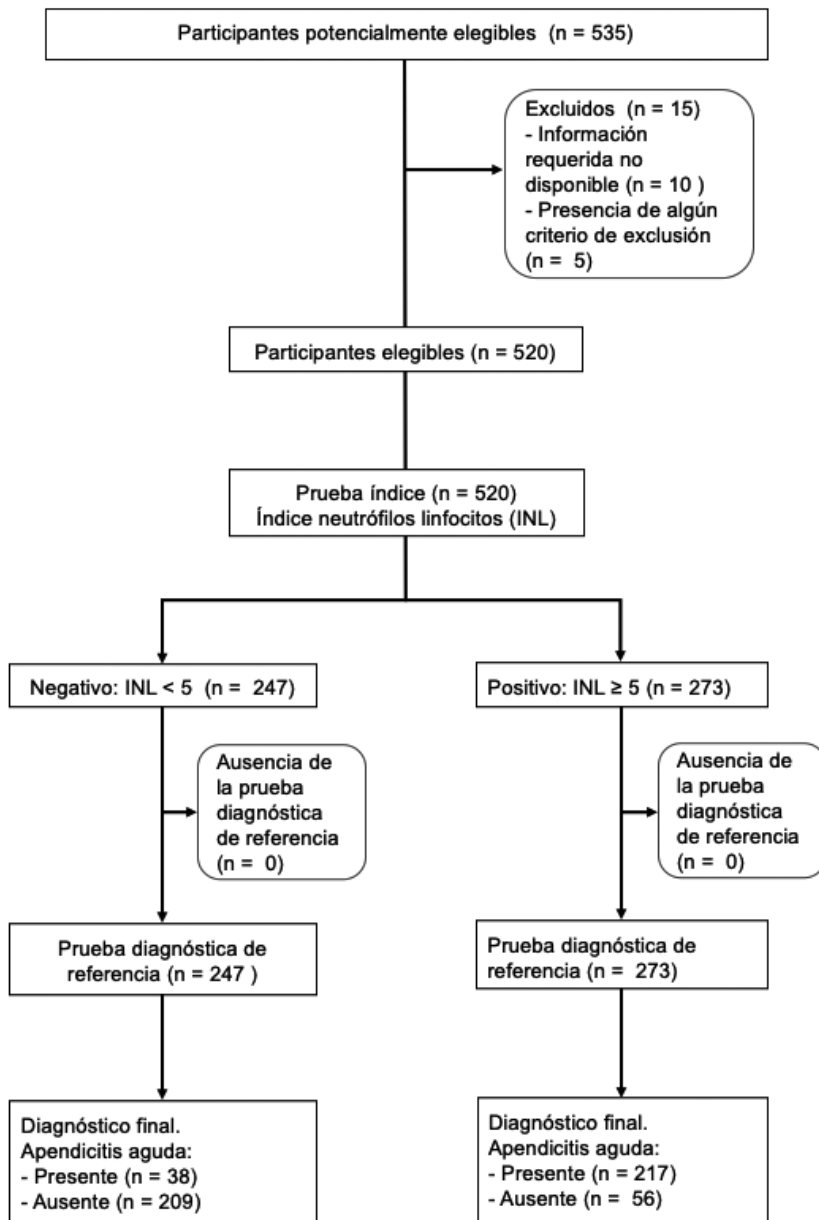 Participantes potencialmente elegibles (n = 535)
Excluidos (n = 15)
- Información
requerida no
disponible (n = 10 )
- Presencia de algún
criterio de exclusión
(n = 5)
Participantes elegibles (n = 520)
Prueba índice (n = 520)
Índice neutrófilos linfocitos (INL)
Negativo: INL < 5 (n = 247)
Positivo: INL ≥ 5 (n = 273)
Ausencia de
la prueba
diagnóstica
de referencia
(n = 0)
Ausencia de
la prueba
diagnóstica
de referencia
(n = 0)
Prueba diagnóstica de
referencia (n = 247 )
Prueba diagnóstica de
referencia (n = 273)
Diagnóstico final.
Apendicitis aguda:
- Presente (n = 38)
- Ausente (n = 209)
Diagnóstico final.
Apendicitis aguda:
- Presente (n = 217)
- Ausente (n = 56)